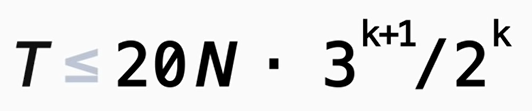 T ≤ 20N · 3^{k+1}/2^k